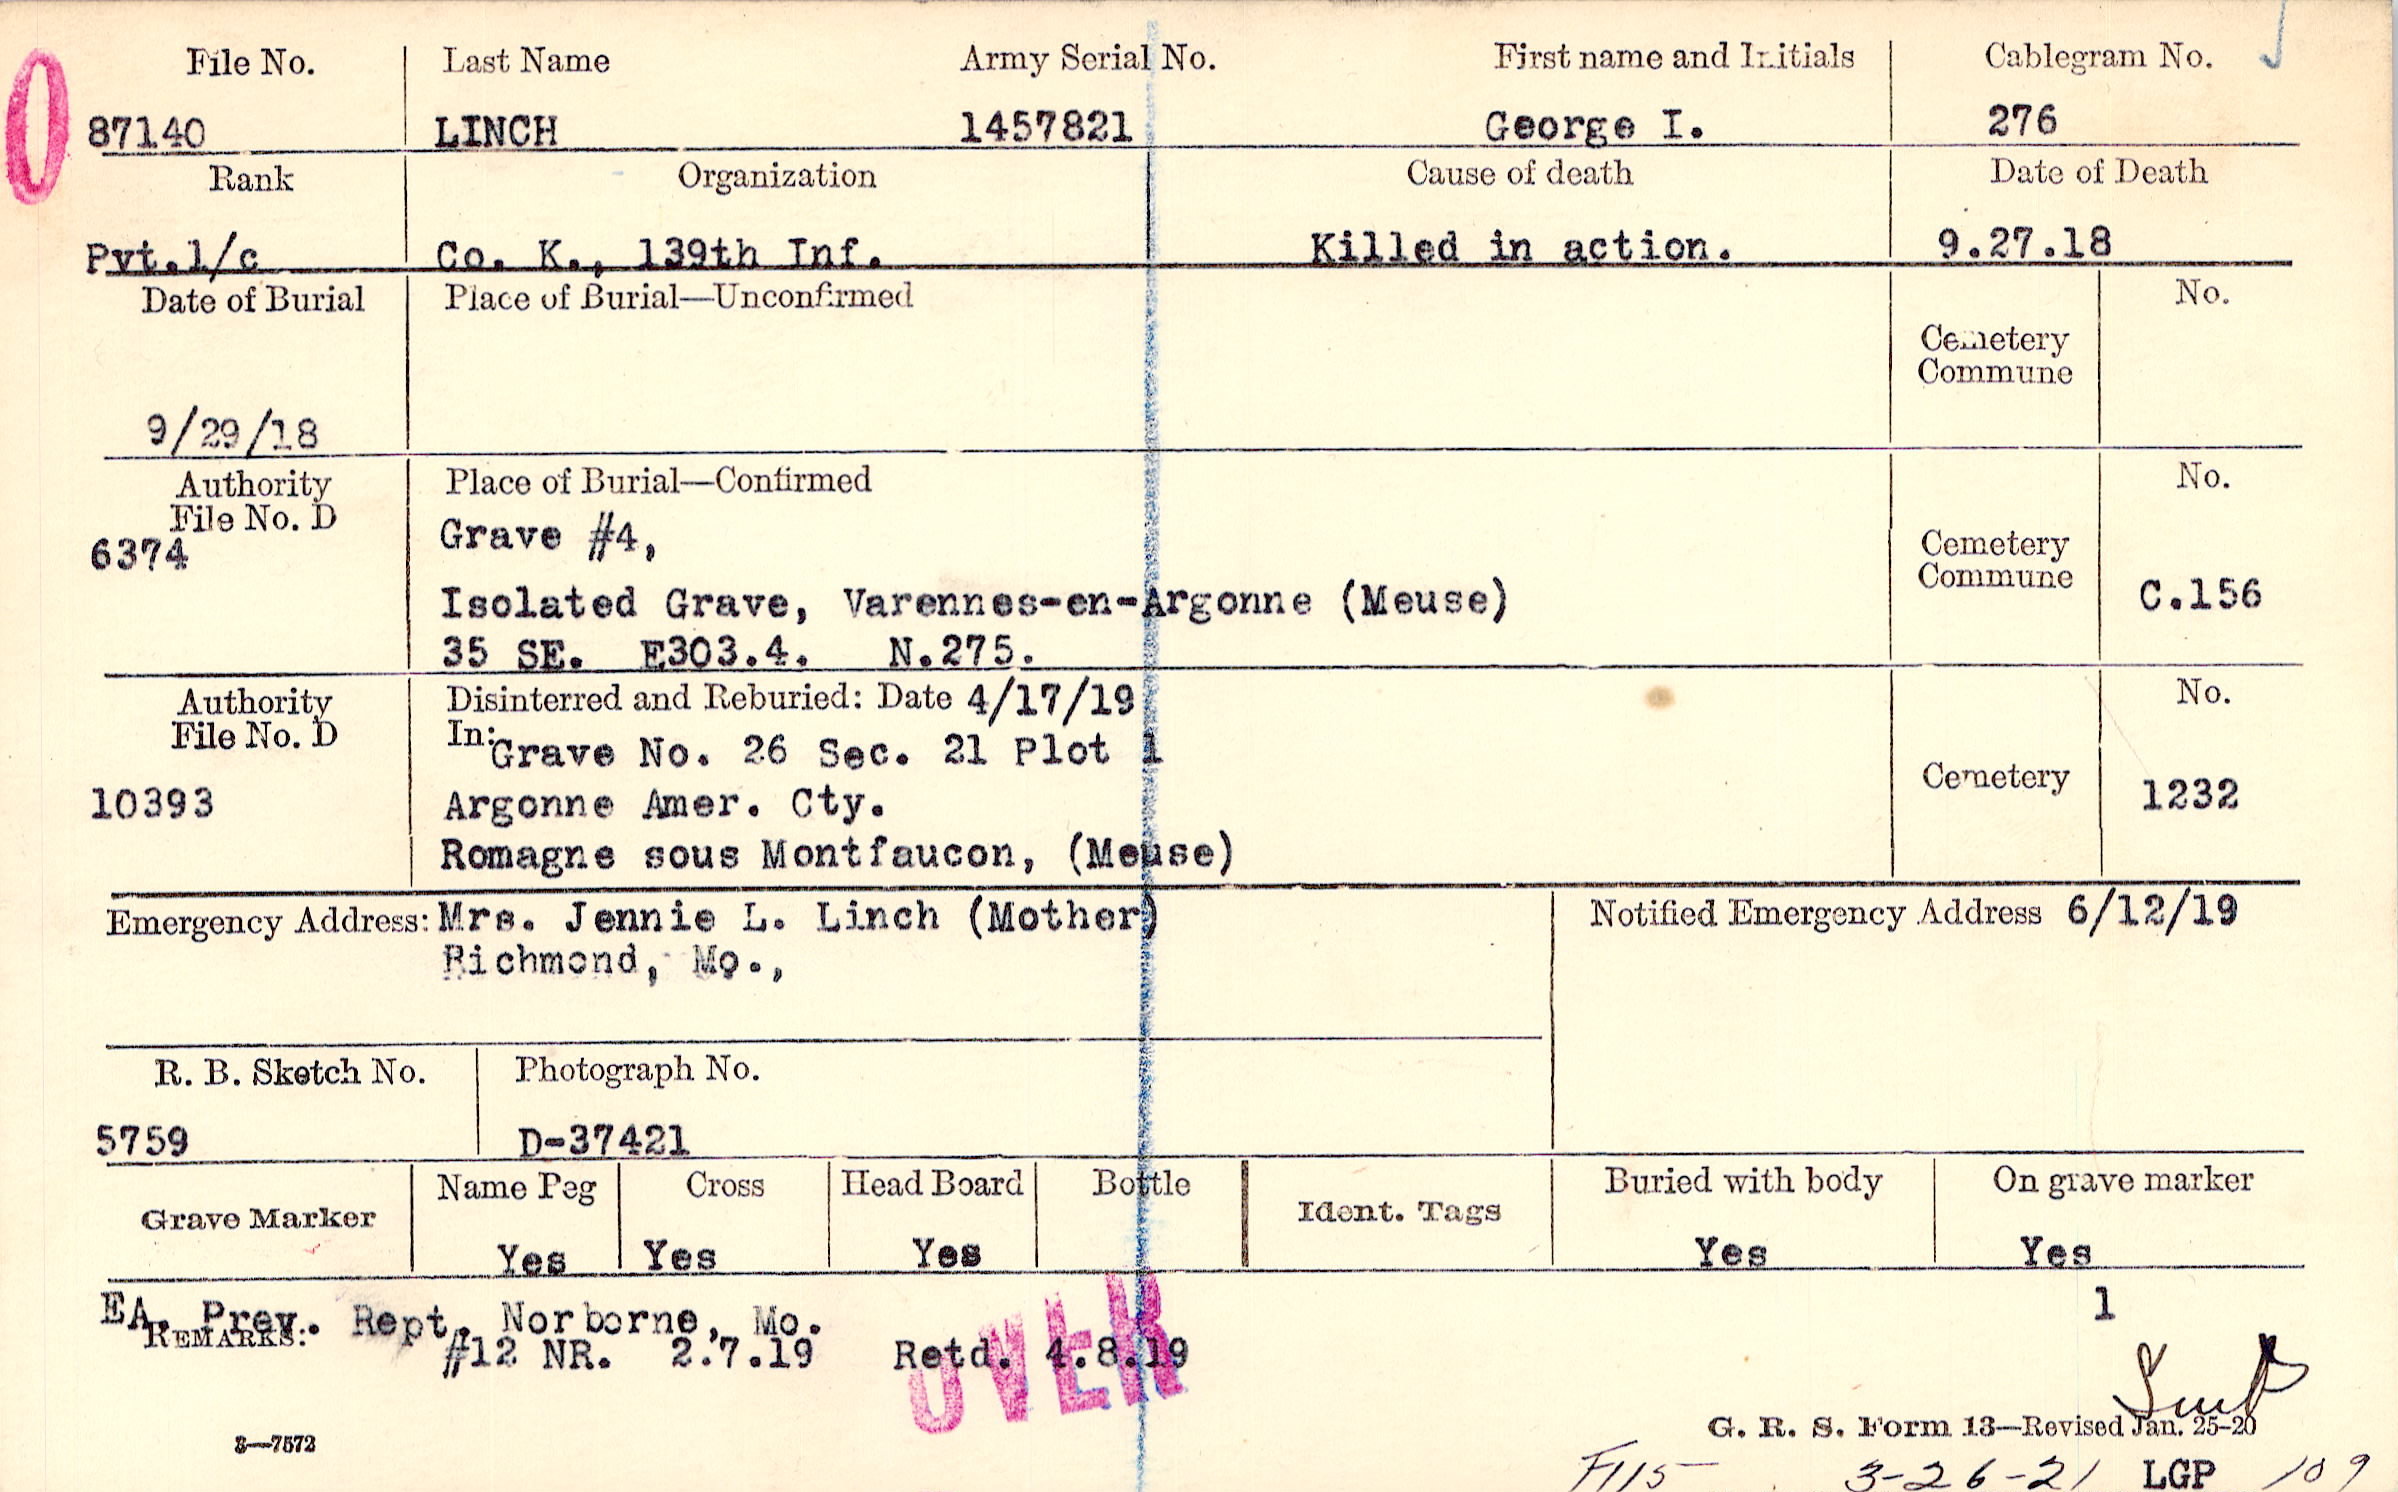 File No. Last Name Army Serial No. First name and Initials Cablegram No.
87140 LINCH 1457821 George I. 276
Rank Organization Cause of death Date of Death
Pvt.1/c Co. K., 139th Inf. Killed in action. 9.27.18
Date of Burial Place of Burial—Unconfirmed No.
Cemetery
Commune
9/29/18
Authority Place of Burial—Confirmed No.
File No. D
6374 Grave #4,
Cemetery
Commune C.156
Isolated Grave, Varennes-en-Argonne (Meuse)
35 SE. E303.4. N.275.
Authority Disinterred and Reburied: Date 4/17/19 No.
File No. D In: Grave No. 26 Sec. 21 Plot 1
Cemetery 1232
10393 Argonne Amer. Cty.
Romagne sous Montfaucon, (Meuse)
Emergency Address: Mrs. Jennie L. Linch (Mother) Notified Emergency Address 6/12/19
Richmond, Mo.,
R. B. Sketch No. Photograph No.
5759 D-37421
Name Peg Cross Head Board Bottle Buried with body On grave marker
Grave Marker Ident. Tags
Yes Yes Yes Yes Yes
EA. Prev. Rept. Norborne, Mo. 1
REMARKS: #12 NR. 2.7.19 Retd. 4.8.19
OVER
G. R. S. Form 13—Revised Jan. 25-20
3—7572
F115 3-26-21 LGP 109